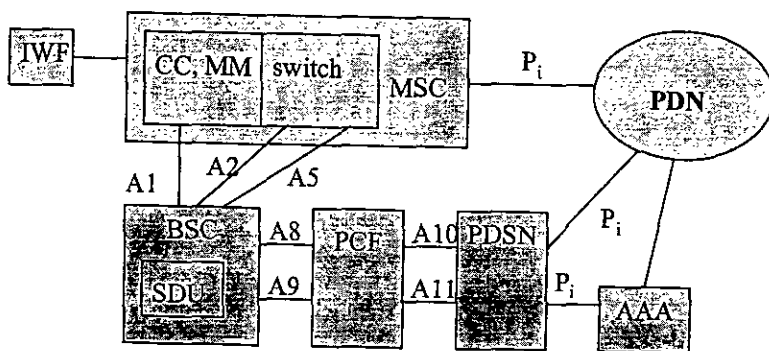 IWF
CC, MM
switch
MSC
Pi
PDN
A1
A2
A5
BSC
SDU
A8
A9
PCF
A10
A11
PDSN
Pi
Pi
AAA